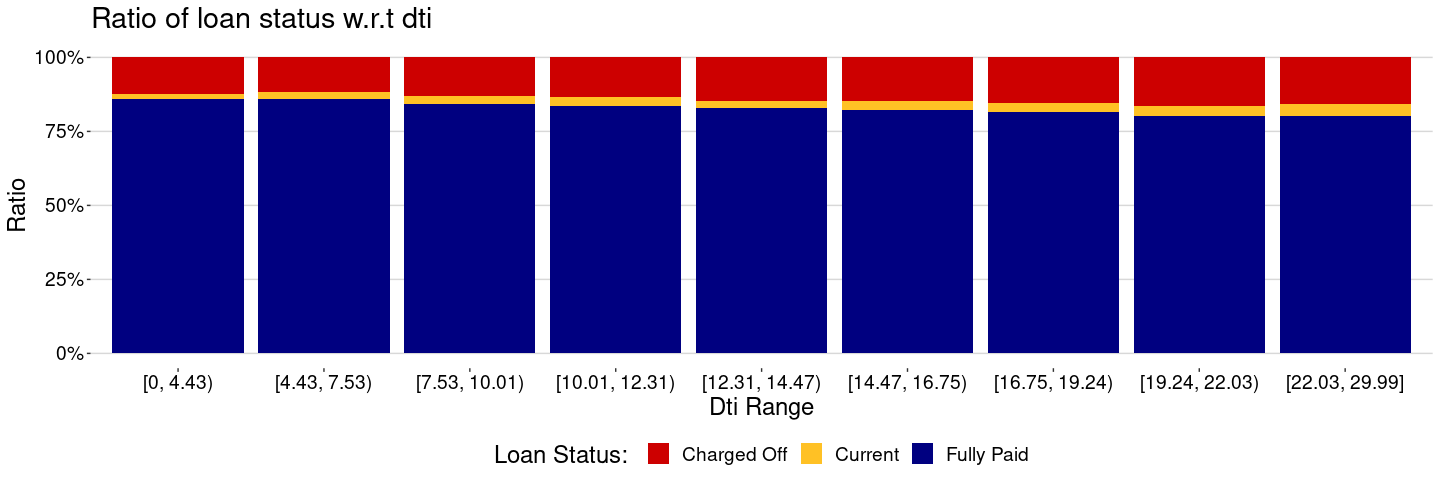 Ratio of loan status w.r.t dti
100%
75%
50%
25%
0%
Ratio
[0, 4.43) [4.43, 7.53) [7.53, 10.01) [10.01, 12.31) [12.31, 14.47) [14.47, 16.75) [16.75, 19.24) [19.24, 22.03) [22.03, 29.99]
Dti Range
Loan Status: Charged Off Current Fully Paid